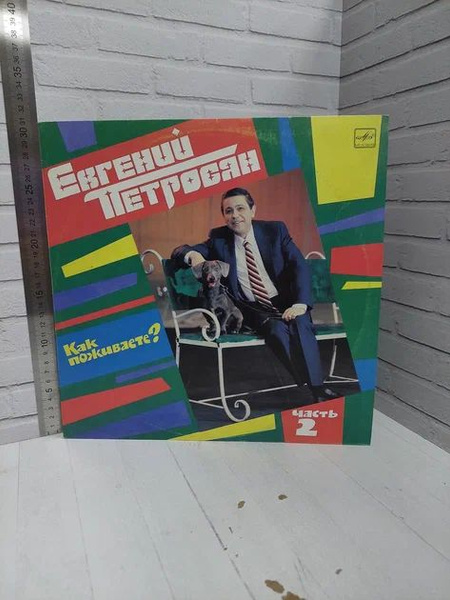 Евгений
Петросян
Как
поживаете?
часть
2